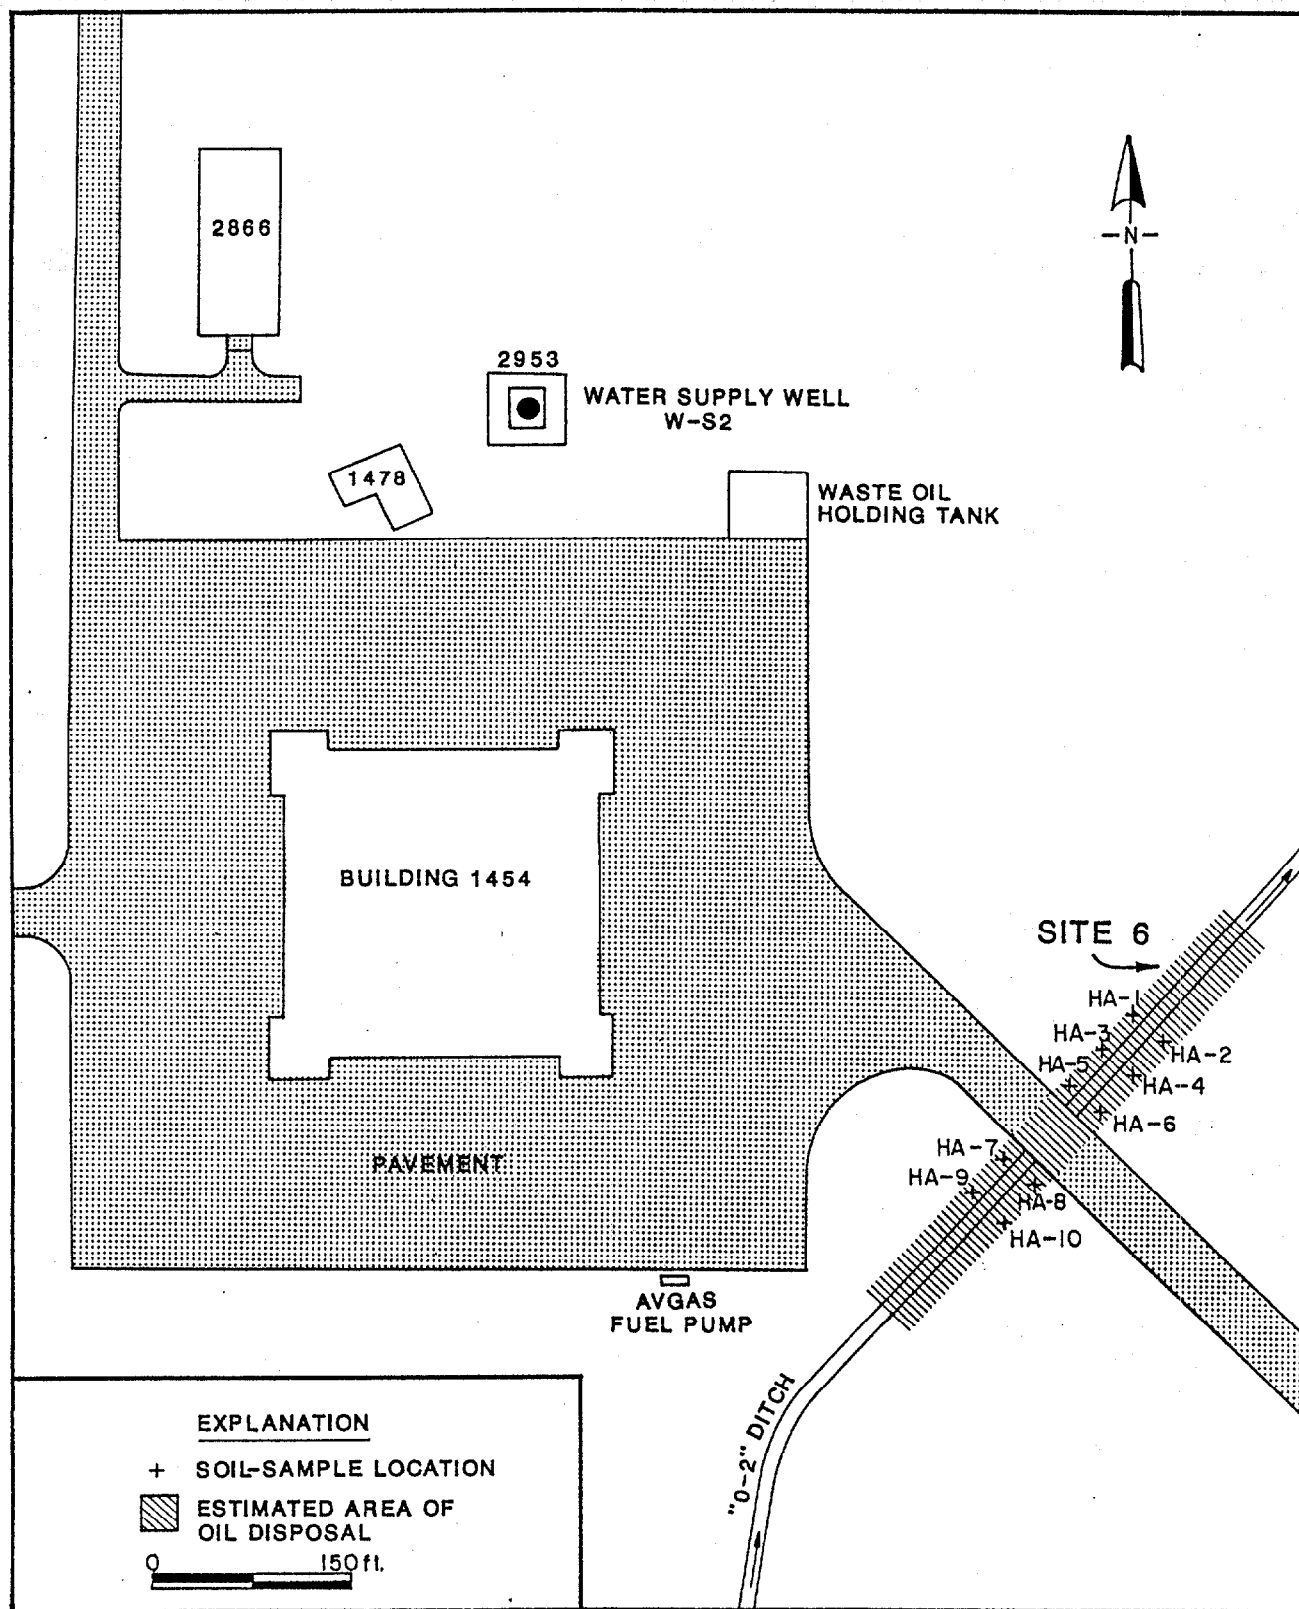 2866
—N—
2953
WATER SUPPLY WELL
W-S2
1478
WASTE OIL
HOLDING TANK
BUILDING 1454
SITE 6
HA-1
HA-3
HA-2
HA-5
HA-4
HA-6
HA-7
HA-9
HA-8
HA-10
PAVEMENT
AVGAS
FUEL PUMP
"O-2" DITCH
EXPLANATION
+ SOIL-SAMPLE LOCATION
ESTIMATED AREA OF
OIL DISPOSAL
0 150 ft.